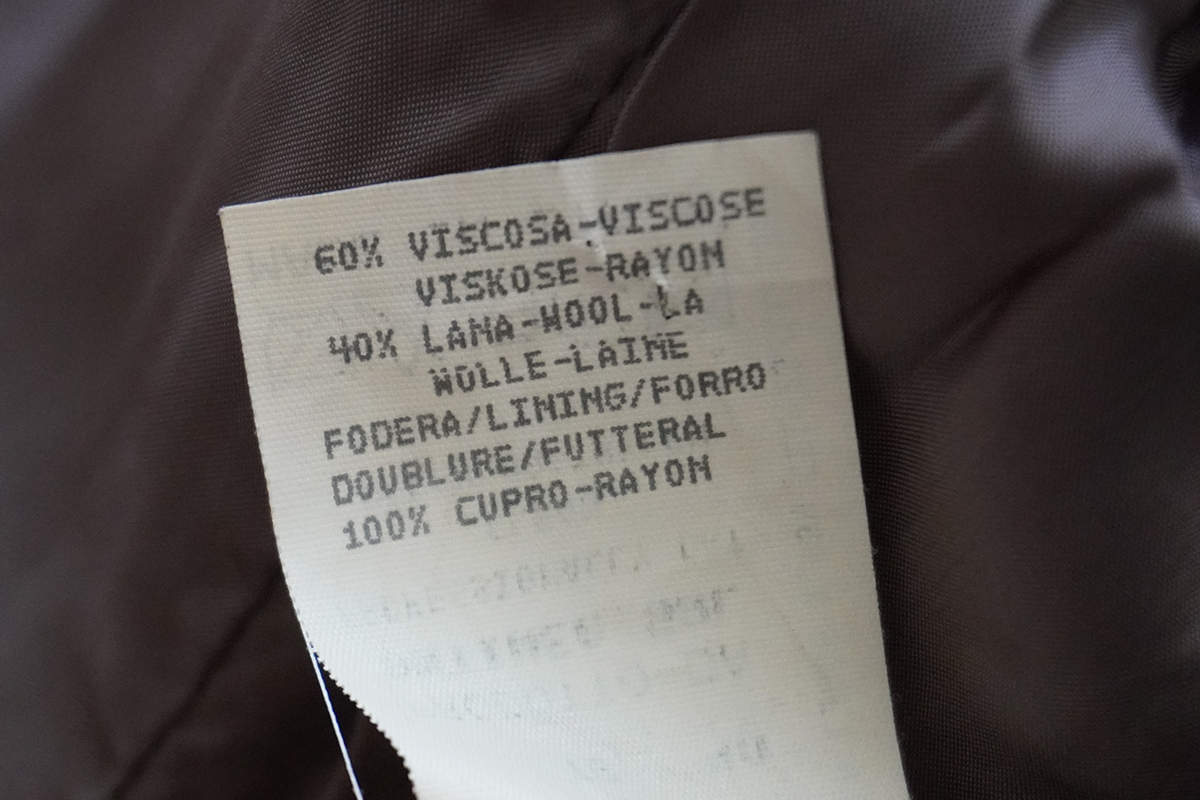 60% VISCOSA-VISCOSE
VISKOSE-RAYON
40% LANA-WOOL-LA
WOLLE-LAINE
FODERA/LINING/FORRO
DOUBLURE/FUTTERAL
100% CUPRO-RAYON